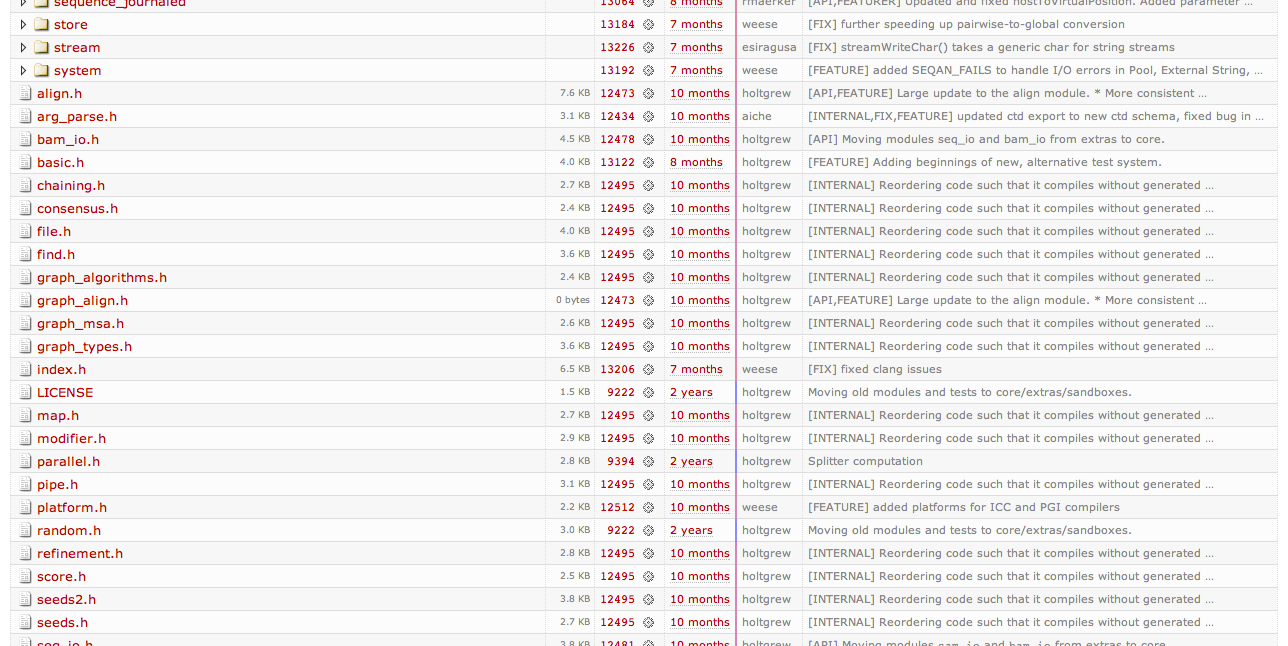 sequence_journaled 13064 8 months rmaerker [API,FEATURER] Updated and fixed hostToVirtualPosition. Added parameter …
store 13184 7 months weese [FIX] further speeding up pairwise-to-global conversion
stream 13226 7 months esiragusa [FIX] streamWriteChar() takes a generic char for string streams
system 13192 7 months weese [FEATURE] added SEQAN_FAILS to handle I/O errors in Pool, External String, …
align.h 7.6 KB 12473 10 months holtgrew [API,FEATURE] Large update to the align module. * More consistent …
arg_parse.h 3.1 KB 12434 10 months aiche [INTERNAL,FIX,FEATURE] updated ctd export to new ctd schema, fixed bug in …
bam_io.h 4.5 KB 12478 10 months holtgrew [API] Moving modules seq_io and bam_io from extras to core.
basic.h 4.0 KB 13122 8 months holtgrew [FEATURE] Adding beginnings of new, alternative test system.
chaining.h 2.7 KB 12495 10 months holtgrew [INTERNAL] Reordering code such that it compiles without generated …
consensus.h 2.4 KB 12495 10 months holtgrew [INTERNAL] Reordering code such that it compiles without generated …
file.h 4.0 KB 12495 10 months holtgrew [INTERNAL] Reordering code such that it compiles without generated …
find.h 3.6 KB 12495 10 months holtgrew [INTERNAL] Reordering code such that it compiles without generated …
graph_algorithms.h 2.4 KB 12495 10 months holtgrew [INTERNAL] Reordering code such that it compiles without generated …
graph_align.h 0 bytes 12473 10 months holtgrew [API,FEATURE] Large update to the align module. * More consistent …
graph_msa.h 2.6 KB 12495 10 months holtgrew [INTERNAL] Reordering code such that it compiles without generated …
graph_types.h 3.6 KB 12495 10 months holtgrew [INTERNAL] Reordering code such that it compiles without generated …
index.h 6.5 KB 13206 7 months weese [FIX] fixed clang issues
LICENSE 1.5 KB 9222 2 years holtgrew Moving old modules and tests to core/extras/sandboxes.
map.h 2.7 KB 12495 10 months holtgrew [INTERNAL] Reordering code such that it compiles without generated …
modifier.h 2.9 KB 12495 10 months holtgrew [INTERNAL] Reordering code such that it compiles without generated …
parallel.h 2.8 KB 9394 2 years holtgrew Splitter computation
pipe.h 3.1 KB 12495 10 months holtgrew [INTERNAL] Reordering code such that it compiles without generated …
platform.h 2.2 KB 12512 10 months weese [FEATURE] added platforms for ICC and PGI compilers
random.h 3.0 KB 9222 2 years holtgrew Moving old modules and tests to core/extras/sandboxes.
refinement.h 2.8 KB 12495 10 months holtgrew [INTERNAL] Reordering code such that it compiles without generated …
score.h 2.5 KB 12495 10 months holtgrew [INTERNAL] Reordering code such that it compiles without generated …
seeds2.h 3.8 KB 12495 10 months holtgrew [INTERNAL] Reordering code such that it compiles without generated …
seeds.h 2.7 KB 12495 10 months holtgrew [INTERNAL] Reordering code such that it compiles without generated …
seq_io.h 3.8 KB 12481 10 months holtgrew [API] Moving modules bam_io and bam_io from extras to core